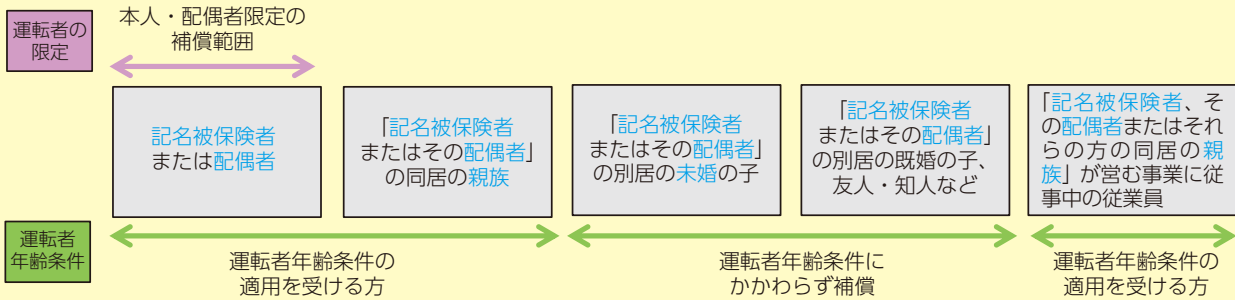 運転者の
限定
本人・配偶者限定の
補償範囲
記名被保険者
または配偶者
「記名被保険者
またはその配偶者」
の同居の親族
「記名被保険者
またはその配偶者」
の別居の未婚の子
「記名被保険者
またはその配偶者」
の別居の既婚の子、
友人・知人など
「記名被保険者、そ
の配偶者またはそれ
らの方の同居の親
族」が営む事業に従
事中の従業員
運転者
年齢条件
運転者年齢条件の
適用を受ける方
運転者年齢条件に
かかわらず補償
運転者年齢条件の
適用を受ける方